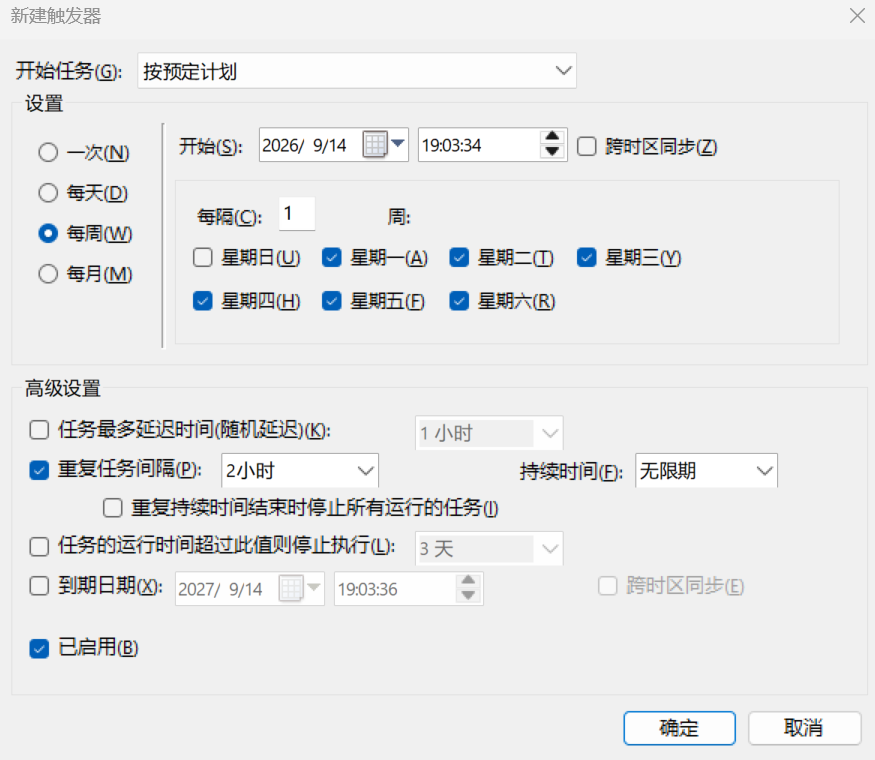 新建触发器
开始任务(G): 按预定计划
设置
开始(S): 2026/ 9/14 19:03:34 跨时区同步(Z)
一次(N)
每天(D)
每周(W)
每月(M)
每隔(C): 1 周:
星期日(U) 星期一(A) 星期二(T) 星期三(Y)
星期四(H) 星期五(F) 星期六(R)
高级设置
任务最多延迟时间(随机延迟)(K): 1 小时
重复任务间隔(P): 2小时 持续时间(F): 无限期
重复持续时间结束时停止所有运行的任务(I)
任务的运行时间超过此值则停止执行(L): 3 天
到期日期(X): 2027/ 9/14 19:03:36 跨时区同步(E)
已启用(B)
确定 取消